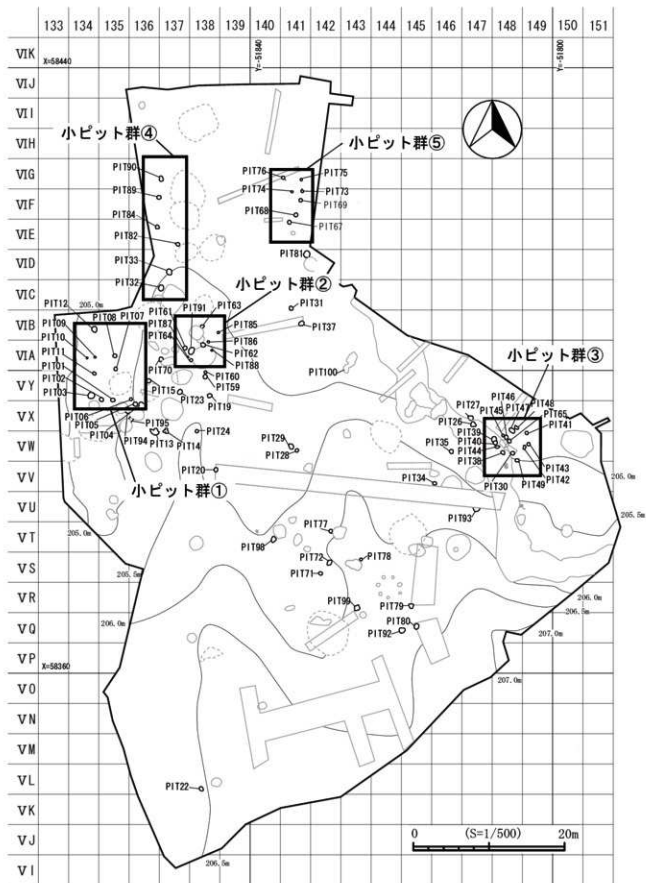 133 134 135 136 137 138 139 140 141 142 143 144 145 146 147 148 149 150 151
ⅥK X=58440 Y=-51840 Y=-51800
ⅥJ
ⅥI
ⅥH
小ピット群④ 小ピット群⑤
ⅥG PIT90 PIT76 PIT75
PIT89 PIT74 PIT73
ⅥF PIT69
PIT84 PIT68
ⅥE PIT82 PIT67
ⅥD PIT33 PIT81
ⅥC PIT32
小ピット群②
PIT12 205.0m PIT07 PIT61 PIT91 PIT63 PIT31
ⅥB PIT09 PIT08 PIT87 PIT85 PIT37
PIT10 PIT64 PIT86
ⅥA PIT11 PIT62
PIT01 PIT70 PIT88 小ピット群③
PIT02 PIT60 PIT100
ⅤY PIT03 PIT15 PIT59
PIT23 PIT19 PIT46 PIT48
PIT06 PIT27 PIT45 PIT47 PIT65
ⅤX PIT05 PIT95 PIT26 PIT41
PIT04 PIT24 PIT39
PIT94 PIT13 PIT14 PIT29 PIT35 PIT40
ⅤW PIT28 PIT44 PIT43
PIT38 PIT42
PIT20 PIT34 PIT30 PIT49 205.0m
ⅤV 小ピット群①
ⅤU PIT93 205.5m
PIT77
ⅤT 205.0m PIT98
PIT72 PIT78
ⅤS 205.5m PIT71
ⅤR PIT99 PIT79 206.0m
206.5m
206.0m PIT80
ⅤQ PIT92 207.0m
ⅤP X=58360
ⅤO 207.0m
ⅤN
ⅤM
ⅤL PIT22
ⅤK
ⅤJ 0 (S=1/500) 20m
ⅤI 206.5m